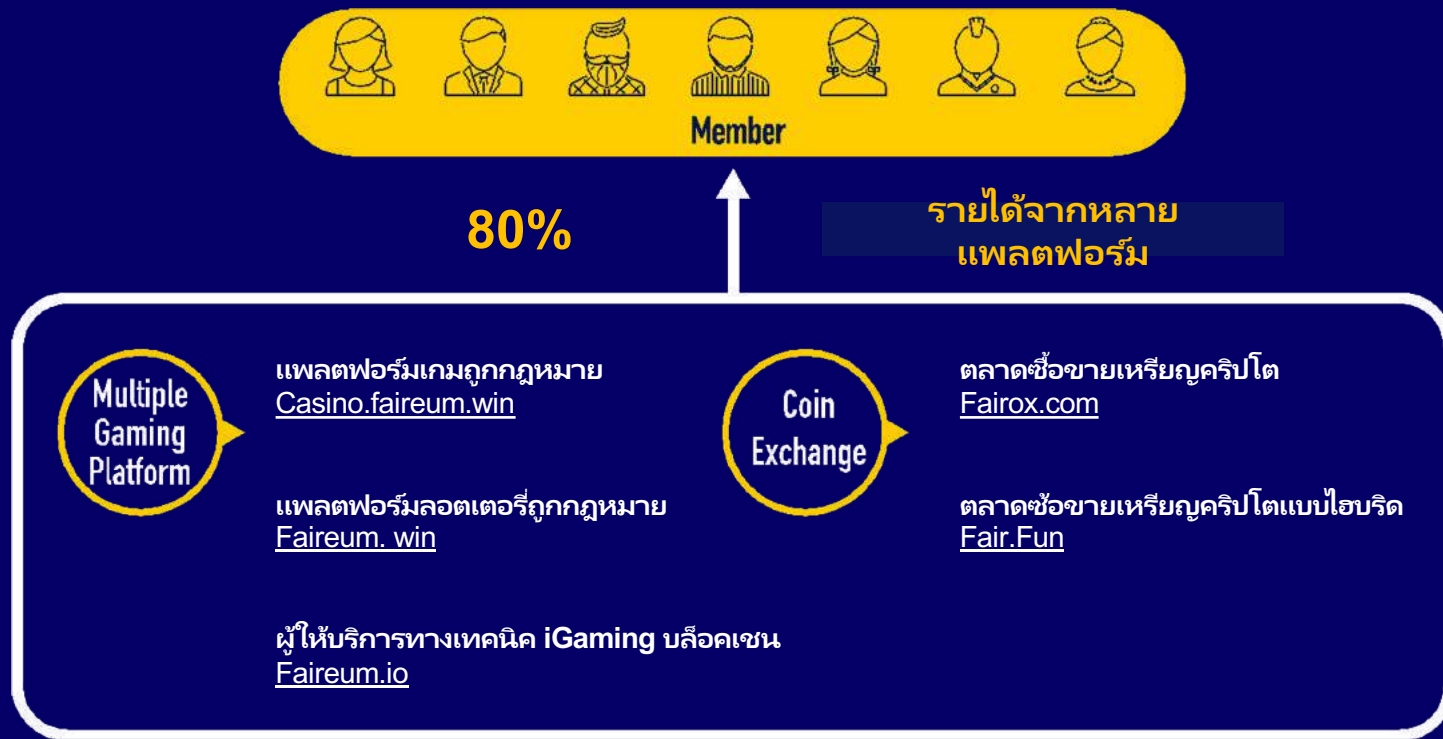 Member
80%
รายได้จากหลาย
แพลตฟอร์ม
Multiple
Gaming
Platform
แพลตฟอร์มเกมถูกกฎหมาย
Casino.faireum.win
แพลตฟอร์มลอตเตอรี่ถูกกฎหมาย
Faireum. win
ผู้ให้บริการทางเทคนิค iGaming บล็อคเชน
Faireum.io
Coin
Exchange
ตลาดซื้อขายเหรียญคริปโต
Fairox.com
ตลาดซ้อขายเหรียญคริปโตแบบไฮบริด
Fair.Fun